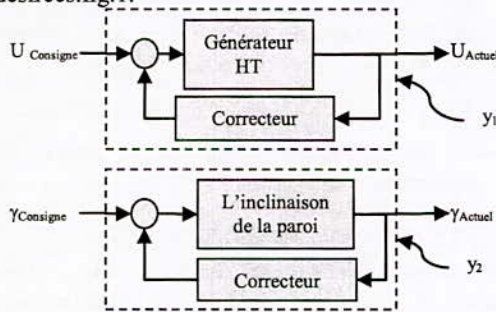 U Consigne
Générateur
HT
U Actuel
Correcteur
y₁
γConsigne
L'inclinaison
de la paroi
γActuel
Correcteur
y₂